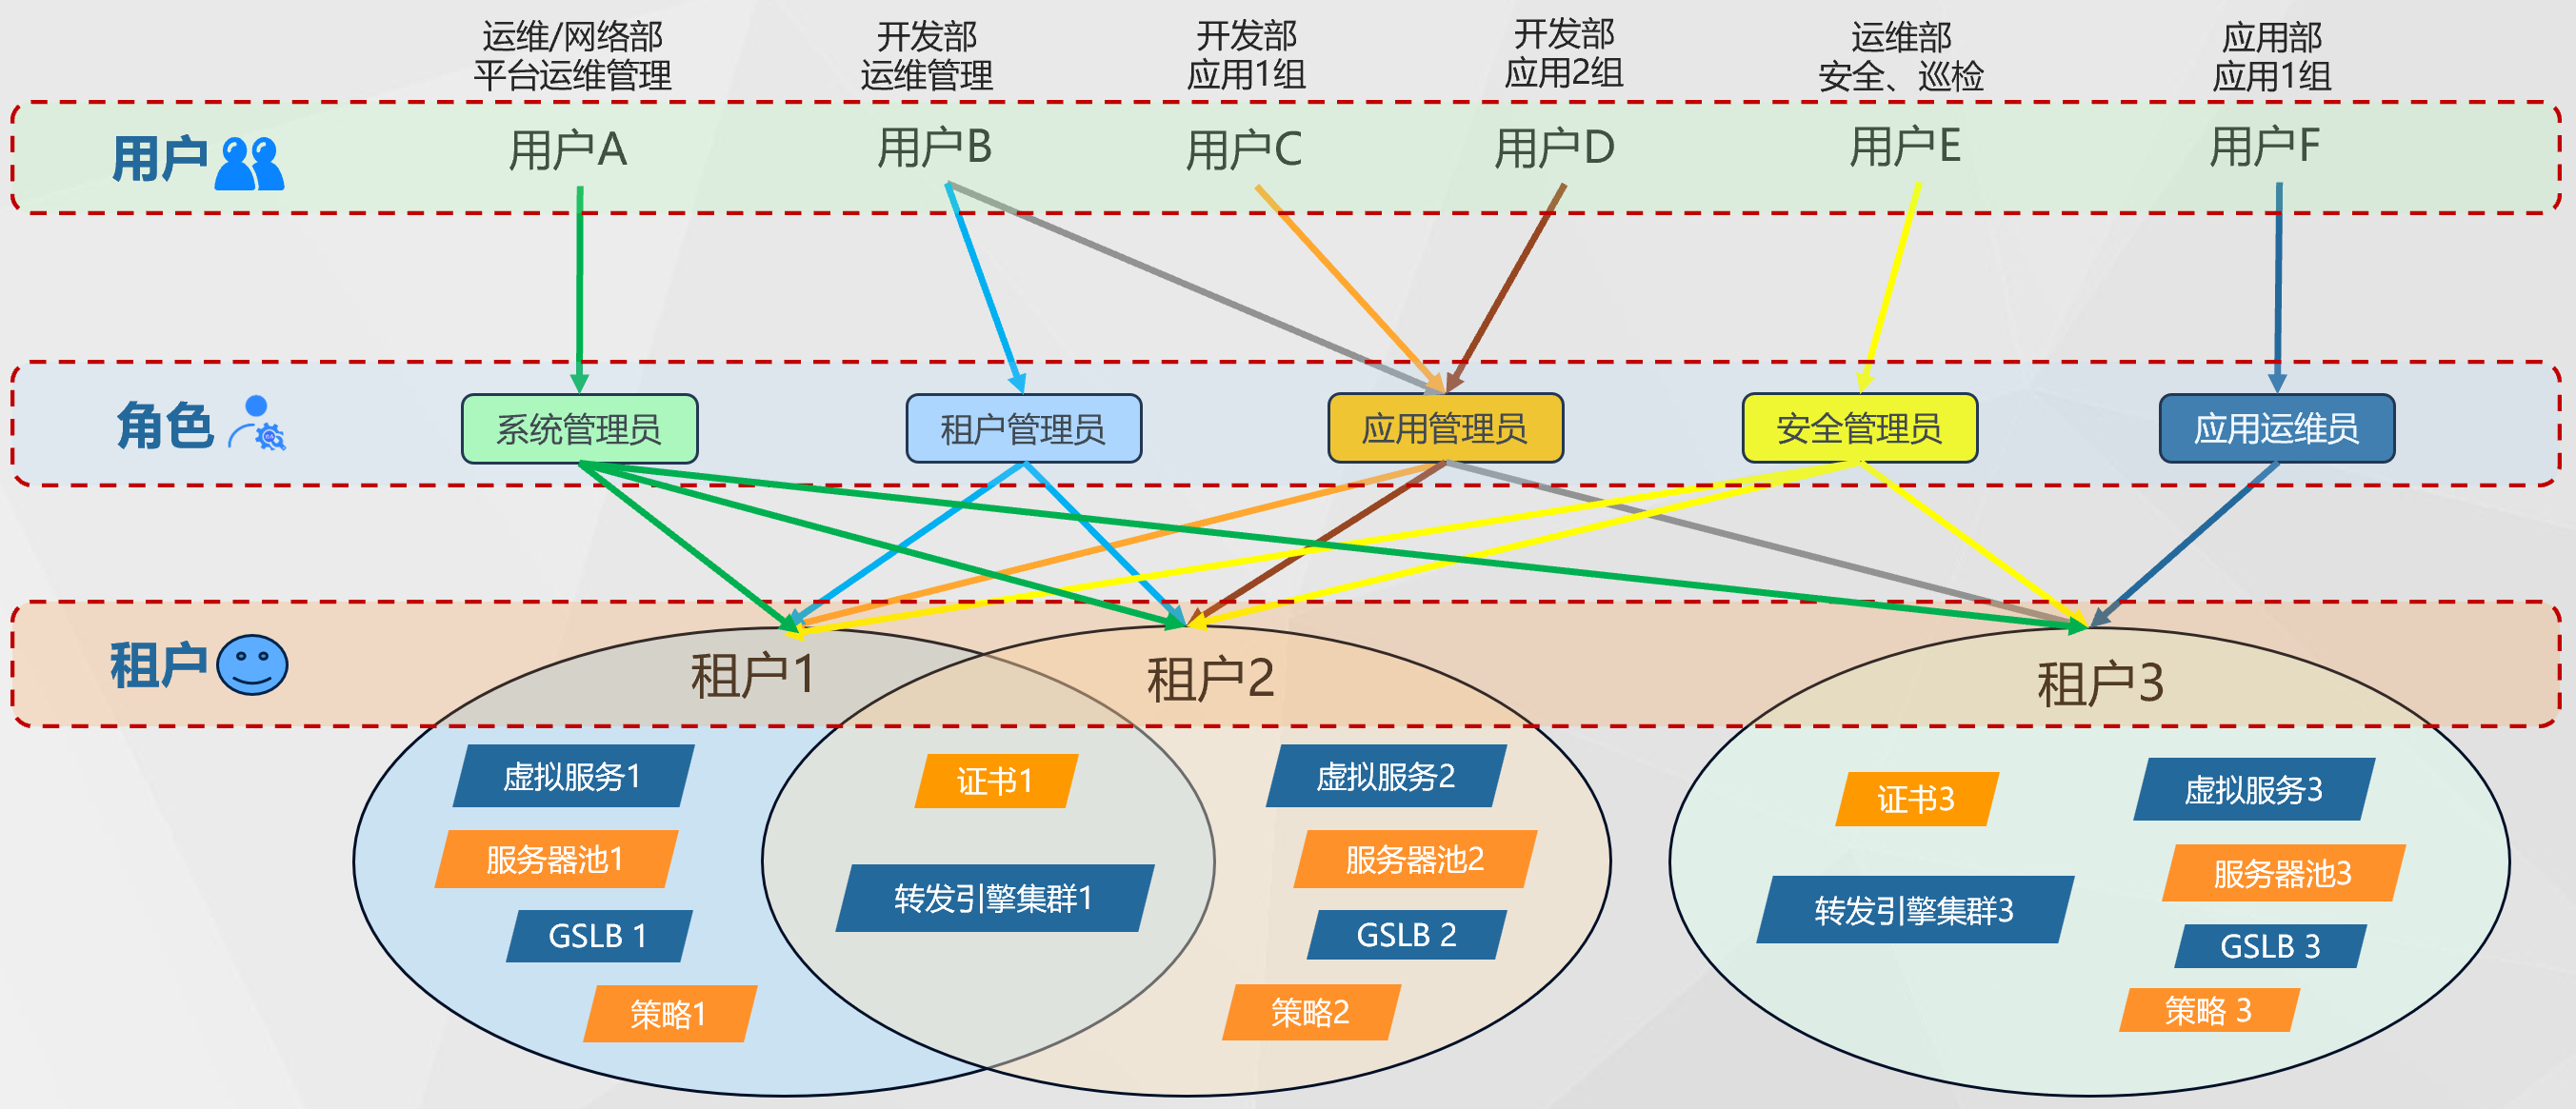 运维/网络部
平台运维管理
开发部
运维管理
开发部
应用1组
开发部
应用2组
运维部
安全、巡检
应用部
应用1组
用户
用户A
用户B
用户C
用户D
用户E
用户F
角色
系统管理员
租户管理员
应用管理员
安全管理员
应用运维员
租户
租户1
租户2
租户3
虚拟服务1
服务器池1
GSLB 1
策略1
证书1
转发引擎集群1
虚拟服务2
服务器池2
GSLB 2
策略2
证书3
转发引擎集群3
虚拟服务3
服务器池3
GSLB 3
策略 3